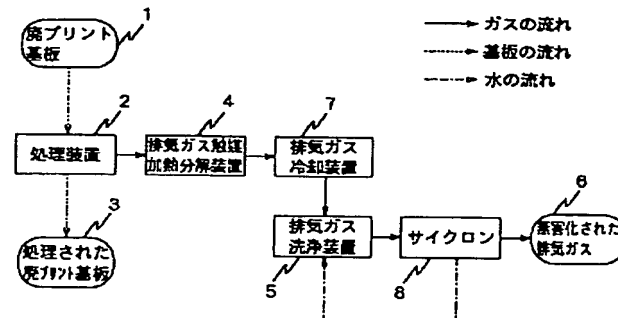 1
廃プリント
基板
ガスの流れ
基板の流れ
水の流れ
2
処理装置
4
排気ガス触媒
加熱分解装置
7
排気ガス
冷却装置
3
処理された
廃プリント基板
排気ガス
洗浄装置
5
サイクロン
8
6
無害化された
排気ガス